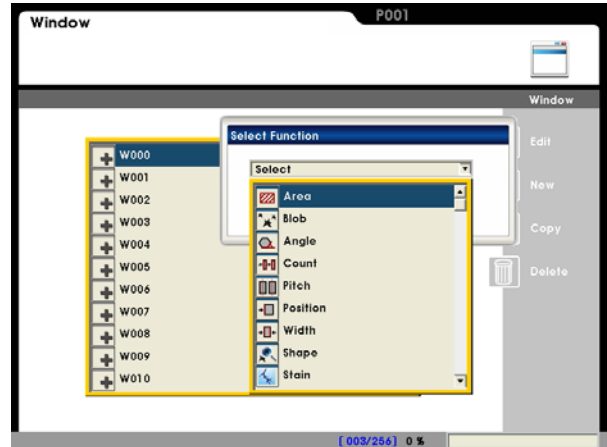 Window
P001
Window
Select Function
Edit
W000
Select
W001
New
Area
W002
Blob
W003
Copy
Angle
W004
Count
W005
Delete
Pitch
W006
Position
W007
Width
W008
Shape
W009
Stain
W010
[003/256] 0 %